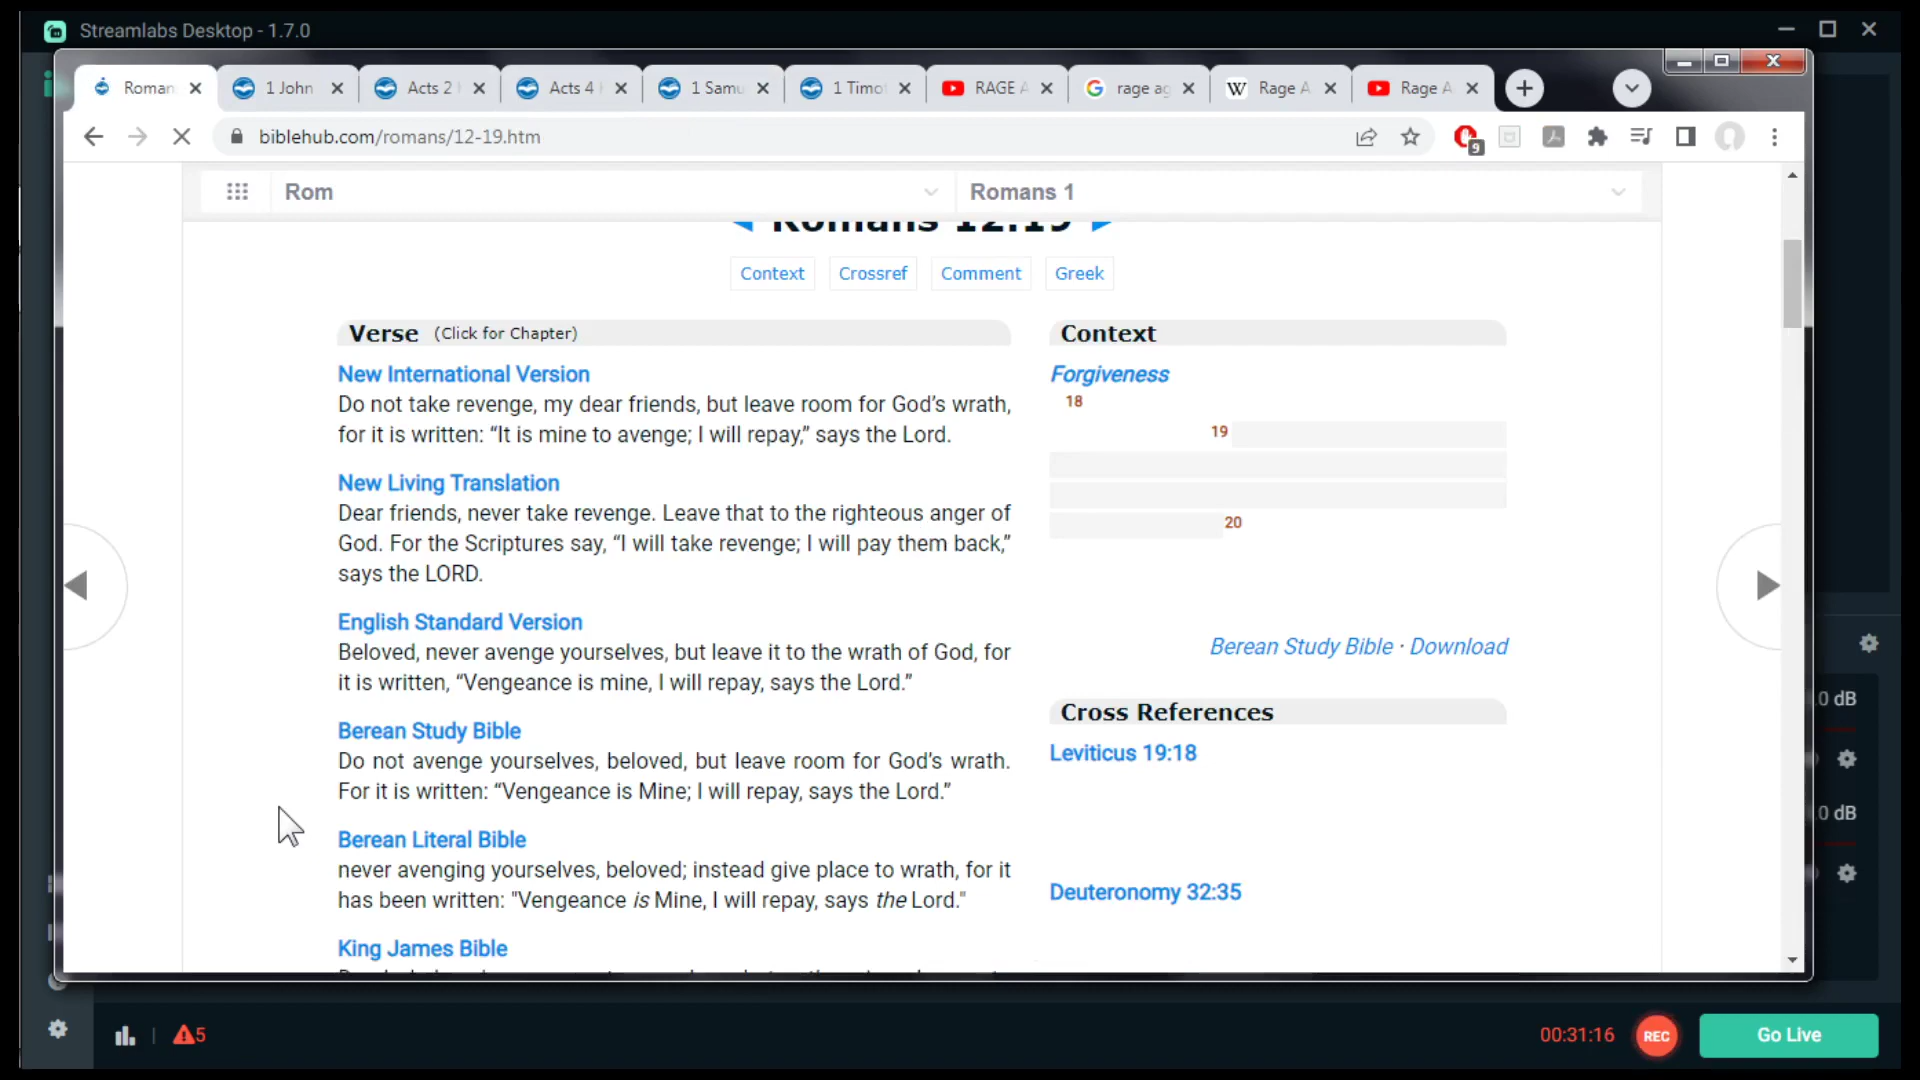 Streamlabs Desktop - 1.7.0
Roman
1 John
Acts 2
Acts 4
1 Samu
1 Timo
RAGE A
rage ag
Rage A
Rage A
biblehub.com/romans/12-19.htm
9
Rom
Romans 1
Romans 12:19
Context
Crossref
Comment
Greek
Verse (Click for Chapter)
New International Version
Do not take revenge, my dear friends, but leave room for God's wrath,
for it is written: “It is mine to avenge; I will repay,” says the Lord.
New Living Translation
Dear friends, never take revenge. Leave that to the righteous anger of
God. For the Scriptures say, “I will take revenge; I will pay them back,”
says the LORD.
English Standard Version
Beloved, never avenge yourselves, but leave it to the wrath of God, for
it is written, “Vengeance is mine, I will repay, says the Lord.”
Berean Study Bible
Do not avenge yourselves, beloved, but leave room for God’s wrath.
For it is written: “Vengeance is Mine; I will repay, says the Lord.”
Berean Literal Bible
never avenging yourselves, beloved; instead give place to wrath, for it
has been written: "Vengeance is Mine, I will repay, says the Lord."
King James Bible
Context
Forgiveness
18
19
20
Berean Study Bible · Download
Cross References
Leviticus 19:18
Deuteronomy 32:35
.0 dB
.0 dB
5
00:31:16
REC
Go Live